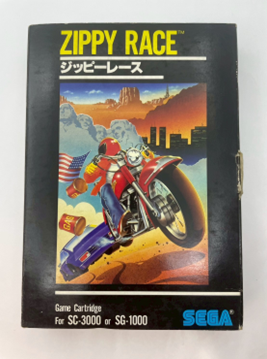 ZIPPY RACE™
ジッピーレース
Game Cartridge
For SC-3000 or SG-1000
SEGA